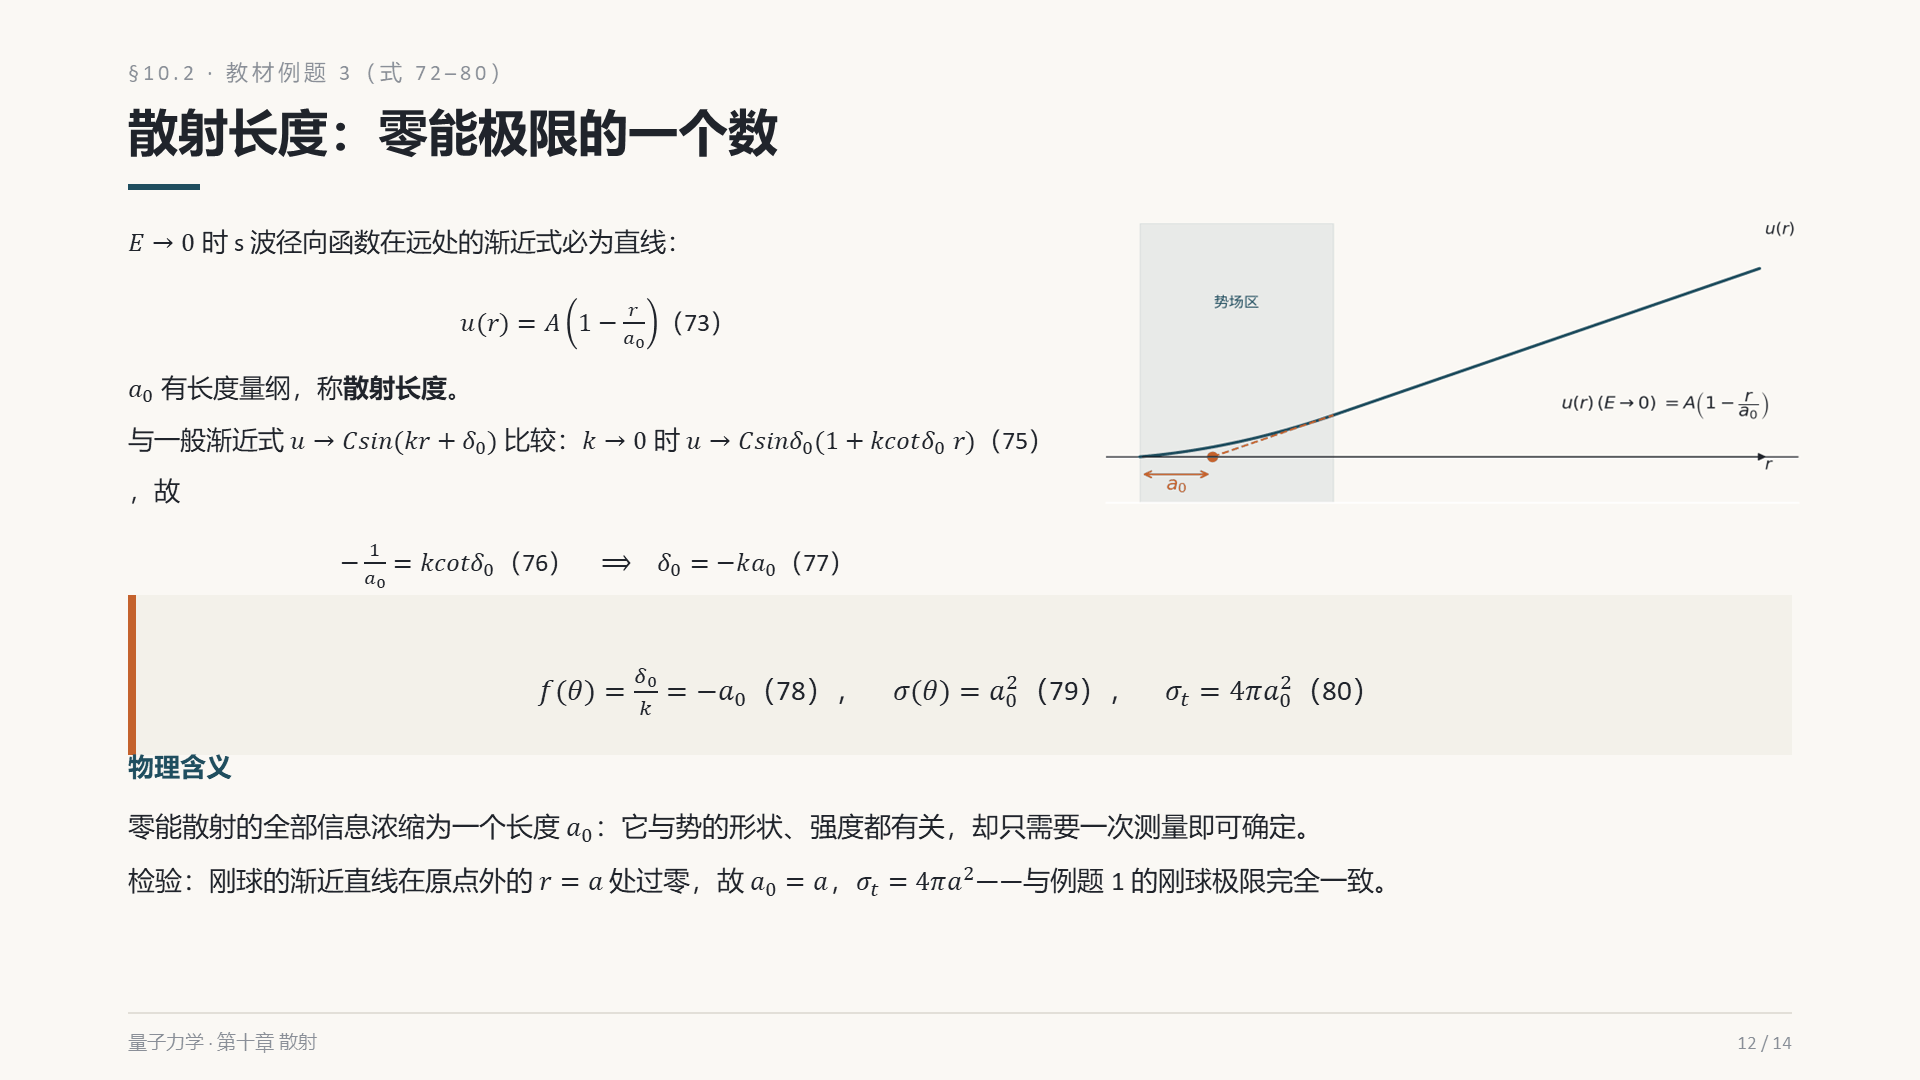 §10.2 · 教材例题 3（式 72–80）
散射长度：零能极限的一个数
E → 0 时 s 波径向函数在远处的渐近式必为直线：
u(r) = A(1 − r/a₀)（73）
a₀ 有长度量纲，称散射长度。
与一般渐近式 u → Csin(kr + δ₀) 比较：k → 0 时 u → Csinδ₀(1 + kcotδ₀ r)（75）
，故
−1/a₀ = kcotδ₀（76） ⟹ δ₀ = −ka₀（77）
u(r)
势场区
u(r) (E → 0) = A(1 − r/a₀)
r
a₀
f(θ) = δ₀/k = −a₀（78）, σ(θ) = a₀²（79）, σₜ = 4πa₀²（80）
物理含义
零能散射的全部信息浓缩为一个长度 a₀：它与势的形状、强度都有关，却只需要一次测量即可确定。
检验：刚球的渐近直线在原点外的 r = a 处过零，故 a₀ = a，σₜ = 4πa²——与例题 1 的刚球极限完全一致。
量子力学 · 第十章 散射
12 / 14